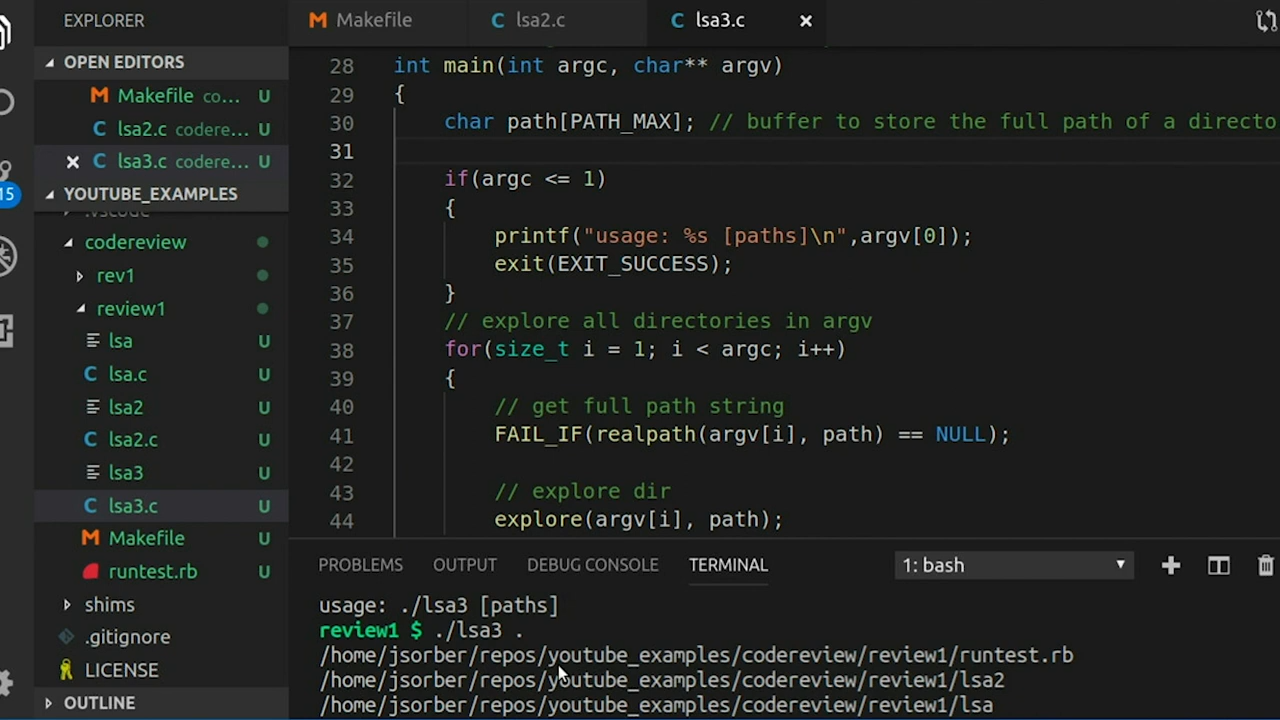 EXPLORER
OPEN EDITORS
M Makefile co... U
C lsa2.c codere... U
C lsa3.c codere... U
15
YOUTUBE_EXAMPLES
.vscode
codereview
rev1
review1
lsa U
C lsa.c U
lsa2 U
C lsa2.c U
lsa3 U
C lsa3.c U
M Makefile U
runtest.rb U
shims
.gitignore
LICENSE
OUTLINE
M Makefile C lsa2.c C lsa3.c
28 int main(int argc, char** argv)
29 {
30 char path[PATH_MAX]; // buffer to store the full path of a directo
31
32 if(argc <= 1)
33 {
34 printf("usage: %s [paths]\n",argv[0]);
35 exit(EXIT_SUCCESS);
36 }
37 // explore all directories in argv
38 for(size_t i = 1; i < argc; i++)
39 {
40 // get full path string
41 FAIL_IF(realpath(argv[i], path) == NULL);
42
43 // explore dir
44 explore(argv[i], path);
PROBLEMS OUTPUT DEBUG CONSOLE TERMINAL 1: bash
usage: ./lsa3 [paths]
review1 $ ./lsa3 .
/home/jsorber/repos/youtube_examples/codereview/review1/runtest.rb
/home/jsorber/repos/youtube_examples/codereview/review1/lsa2
/home/jsorber/repos/youtube_examples/codereview/review1/lsa